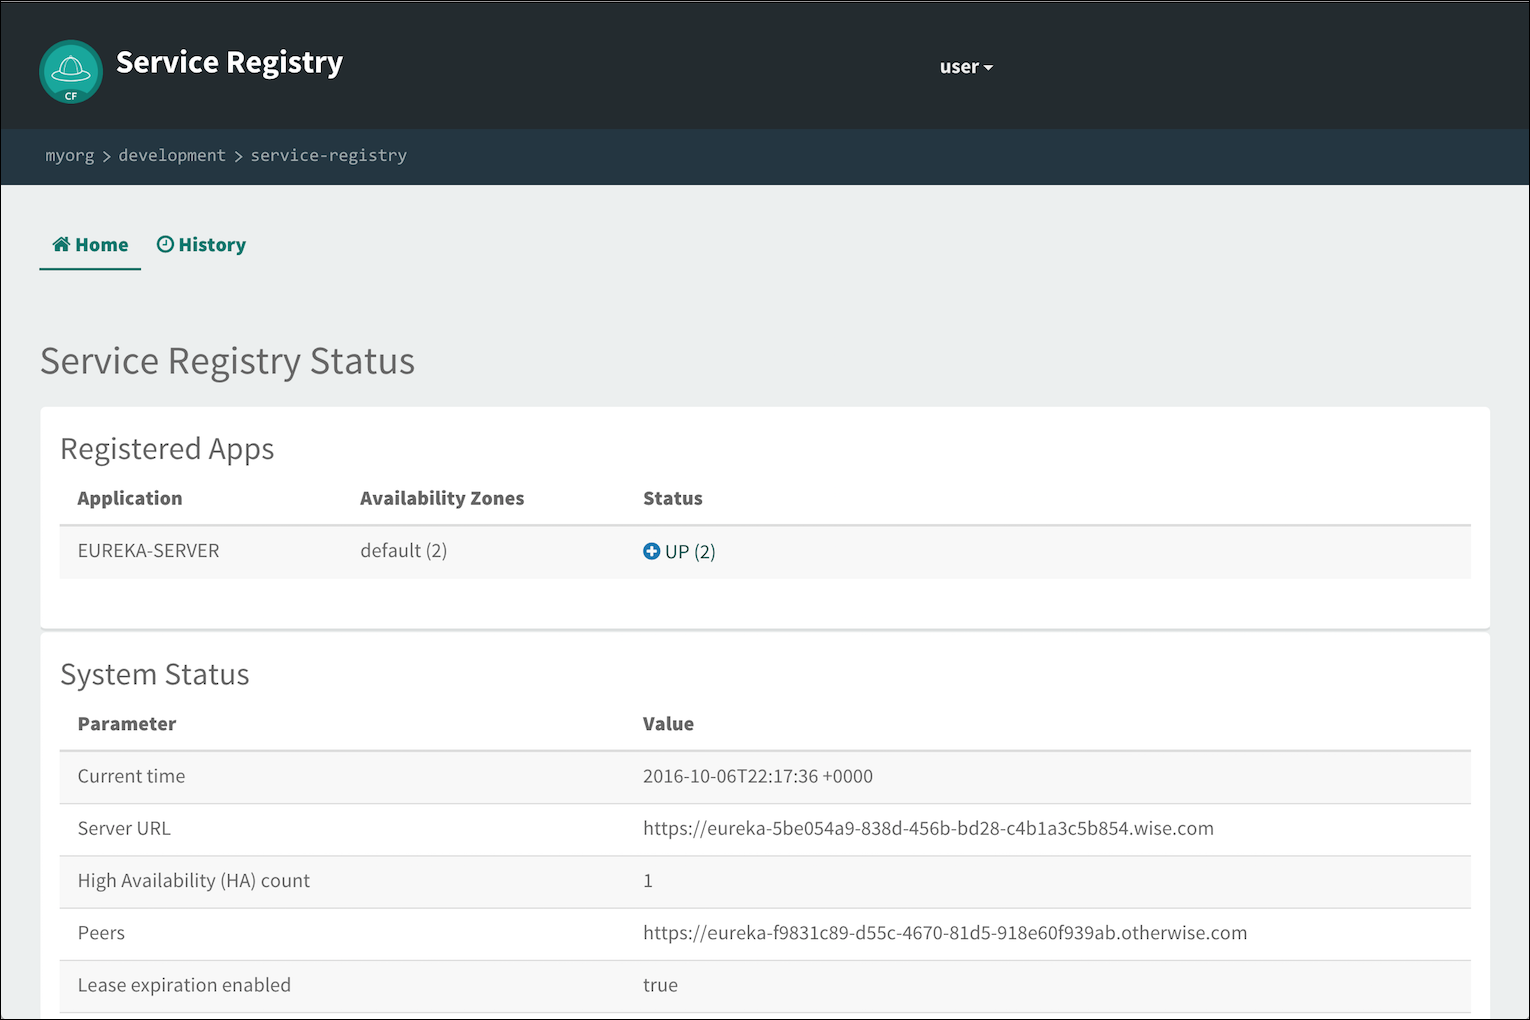 Service Registry
user
CF
myorg > development > service-registry
Home
History
Service Registry Status
Registered Apps
Application Availability Zones Status
EUREKA-SERVER default (2) UP (2)
System Status
Parameter Value
Current time 2016-10-06T22:17:36 +0000
Server URL https://eureka-5be054a9-838d-456b-bd28-c4b1a3c5b854.wise.com
High Availability (HA) count 1
Peers https://eureka-f9831c89-d55c-4670-81d5-918e60f939ab.otherwise.com
Lease expiration enabled true